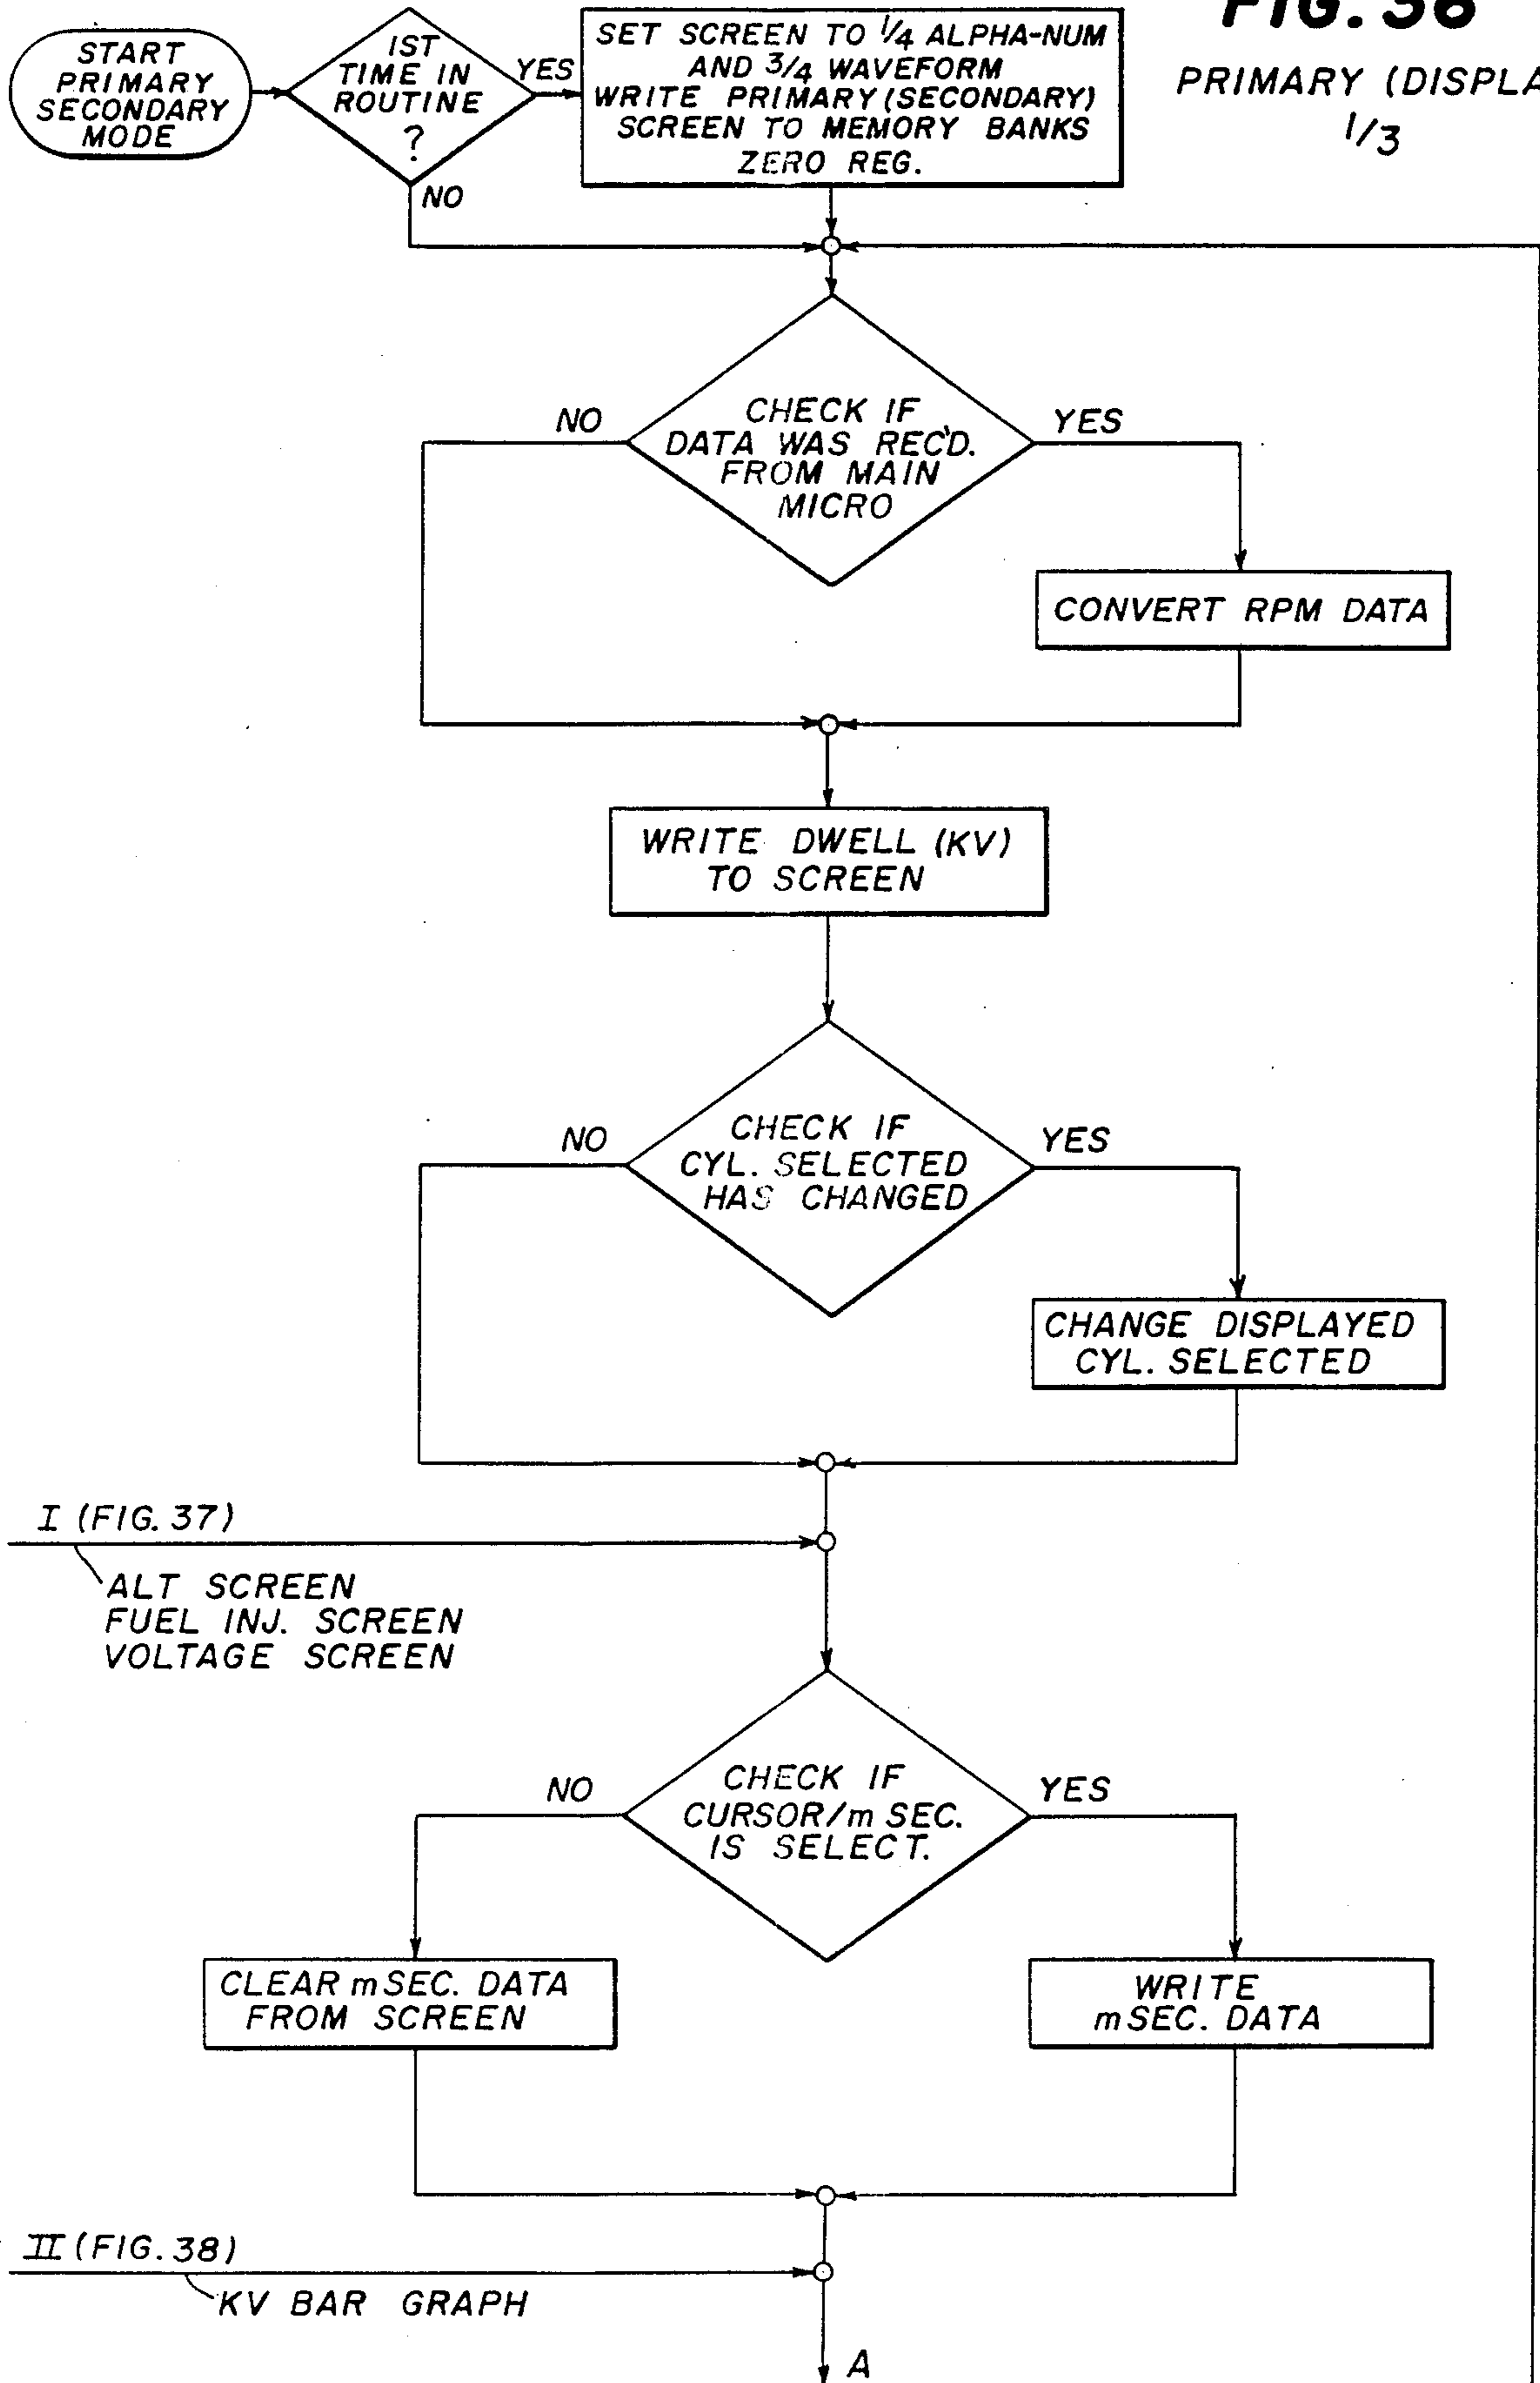 FIG. 36
PRIMARY (DISPLA
1/3
START
PRIMARY
SECONDARY
MODE
IST
TIME IN
ROUTINE
?
YES
NO
SET SCREEN TO 1/4 ALPHA-NUM
AND 3/4 WAVEFORM
WRITE PRIMARY (SECONDARY)
SCREEN TO MEMORY BANKS
ZERO REG.
NO
CHECK IF
DATA WAS REC'D.
FROM MAIN
MICRO
YES
CONVERT RPM DATA
WRITE DWELL (KV)
TO SCREEN
NO
CHECK IF
CYL. SELECTED
HAS CHANGED
YES
CHANGE DISPLAYED
CYL. SELECTED
I (FIG. 37)
ALT SCREEN
FUEL INJ. SCREEN
VOLTAGE SCREEN
NO
CHECK IF
CURSOR/m SEC.
IS SELECT.
YES
CLEAR mSEC. DATA
FROM SCREEN
WRITE
mSEC. DATA
II (FIG. 38)
KV BAR GRAPH
A